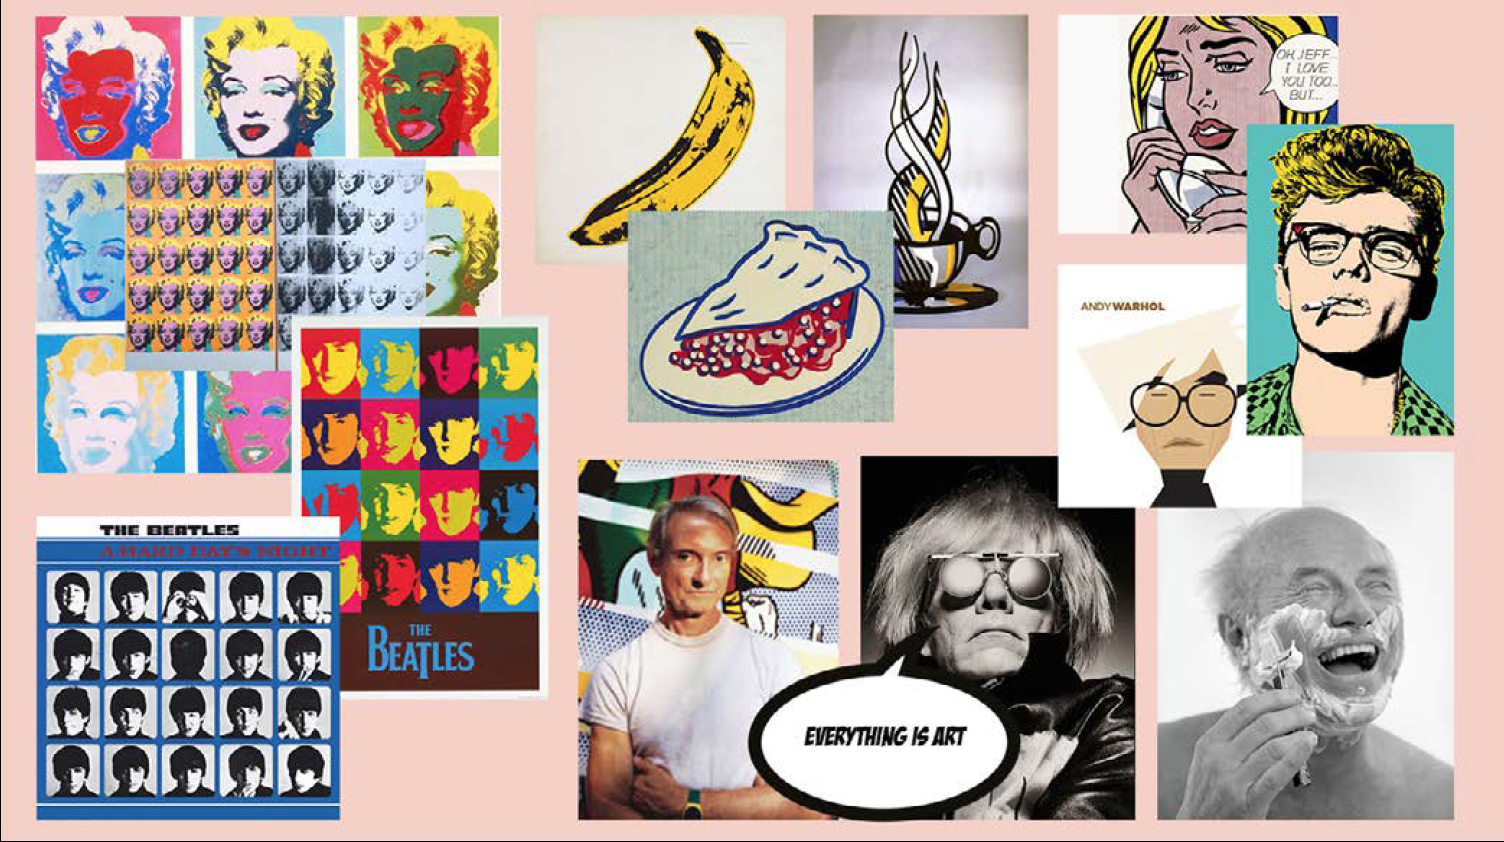 OH, JEFF...
I LOVE
YOU, TOO...
BUT...
ANDY WARHOL
THE BEATLES
A HARD DAY'S NIGHT
THE
BEATLES
EVERYTHING IS ART